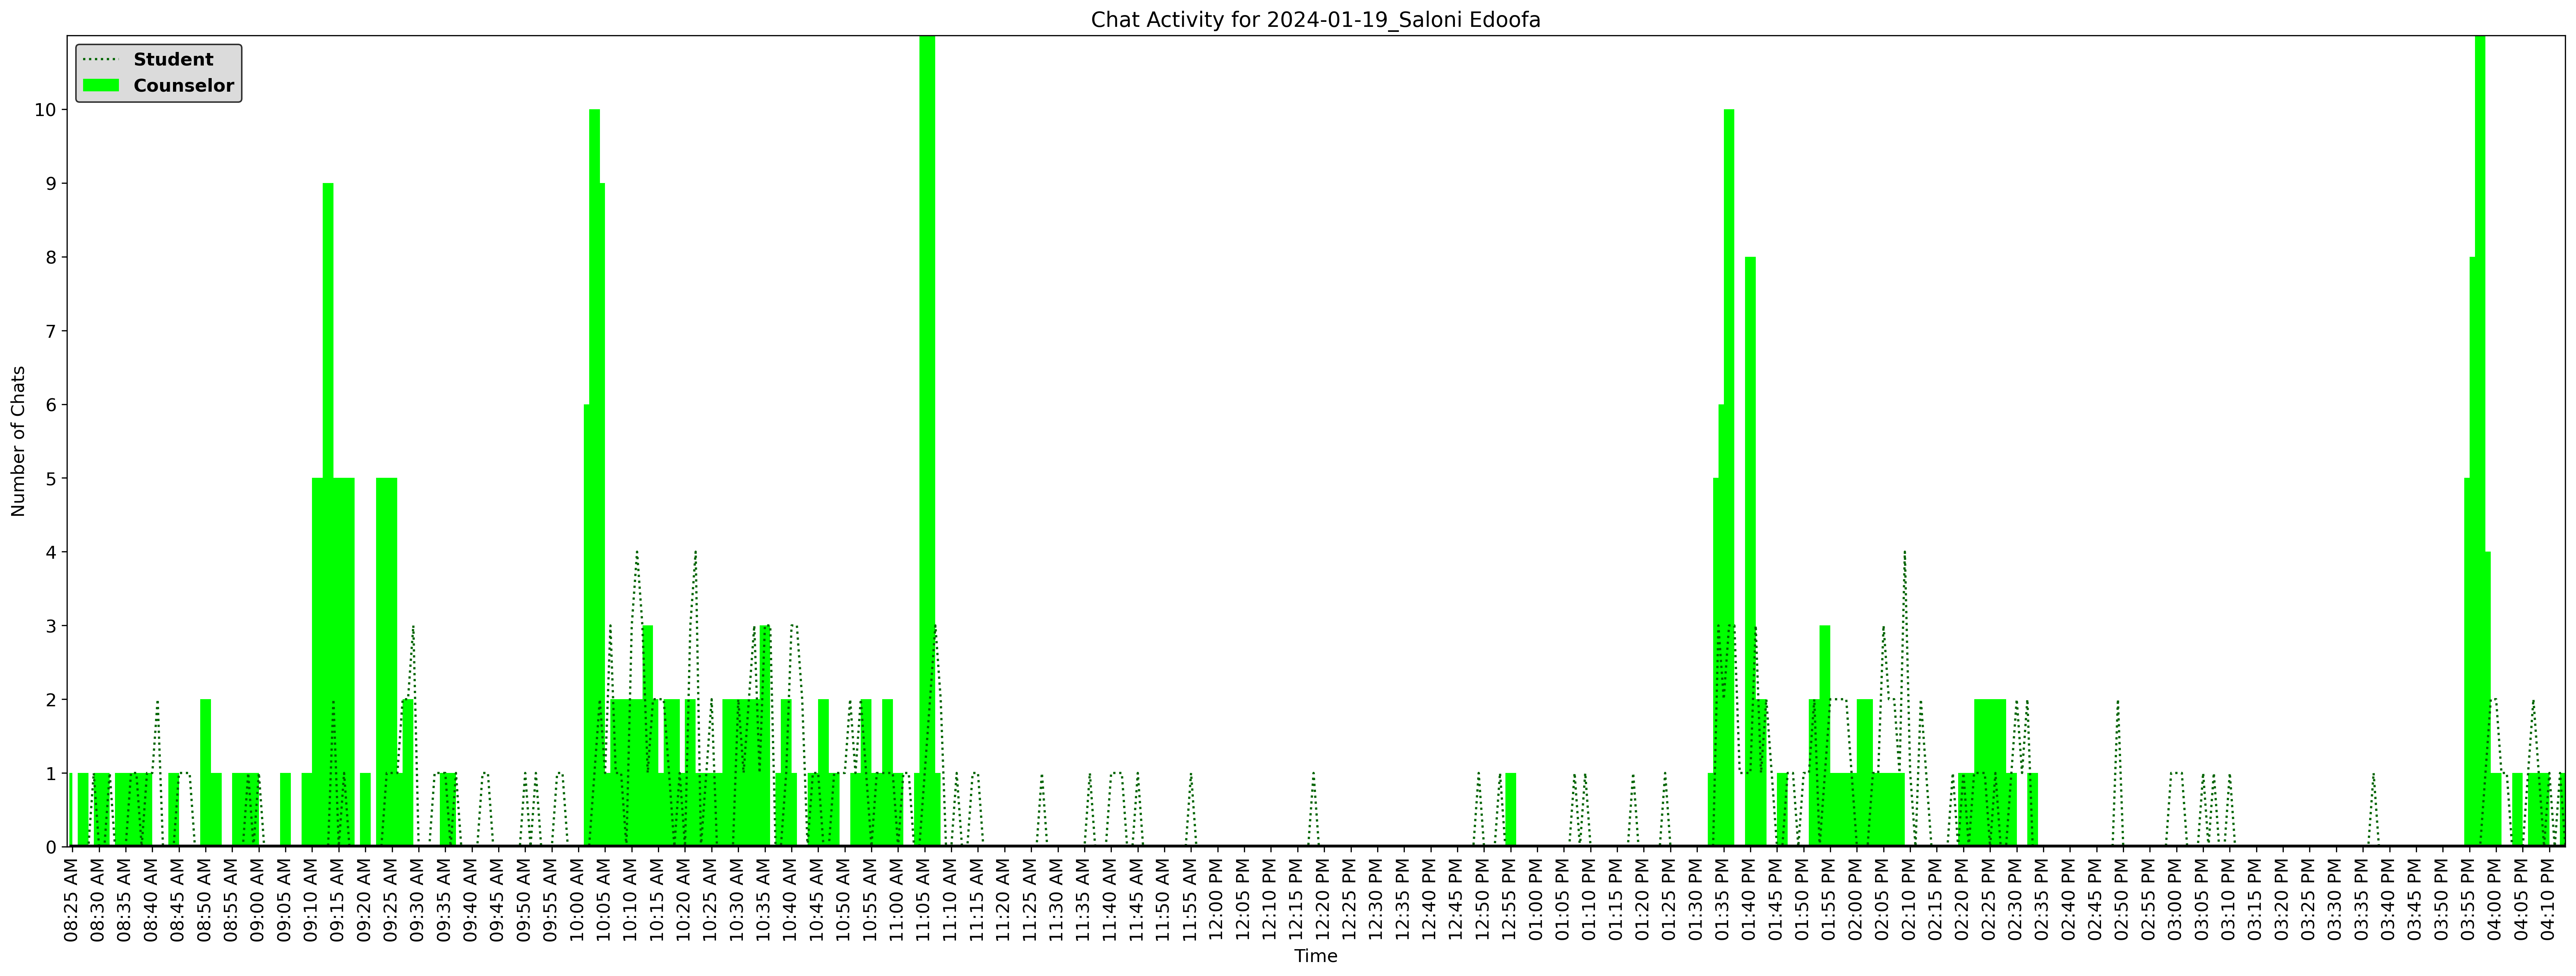 Chat Activity for 2024-01-19_Saloni Edoofa
Student
Counselor
10
9
8
7
6
5
4
3
2
1
0
Number of Chats
08:25 AM
08:30 AM
08:35 AM
08:40 AM
08:45 AM
08:50 AM
08:55 AM
09:00 AM
09:05 AM
09:10 AM
09:15 AM
09:20 AM
09:25 AM
09:30 AM
09:35 AM
09:40 AM
09:45 AM
09:50 AM
09:55 AM
10:00 AM
10:05 AM
10:10 AM
10:15 AM
10:20 AM
10:25 AM
10:30 AM
10:35 AM
10:40 AM
10:45 AM
10:50 AM
10:55 AM
11:00 AM
11:05 AM
11:10 AM
11:15 AM
11:20 AM
11:25 AM
11:30 AM
11:35 AM
11:40 AM
11:45 AM
11:50 AM
11:55 AM
12:00 PM
12:05 PM
12:10 PM
12:15 PM
12:20 PM
12:25 PM
12:30 PM
12:35 PM
12:40 PM
12:45 PM
12:50 PM
12:55 PM
01:00 PM
01:05 PM
01:10 PM
01:15 PM
01:20 PM
01:25 PM
01:30 PM
01:35 PM
01:40 PM
01:45 PM
01:50 PM
01:55 PM
02:00 PM
02:05 PM
02:10 PM
02:15 PM
02:20 PM
02:25 PM
02:30 PM
02:35 PM
02:40 PM
02:45 PM
02:50 PM
02:55 PM
03:00 PM
03:05 PM
03:10 PM
03:15 PM
03:20 PM
03:25 PM
03:30 PM
03:35 PM
03:40 PM
03:45 PM
03:50 PM
03:55 PM
04:00 PM
04:05 PM
04:10 PM
Time